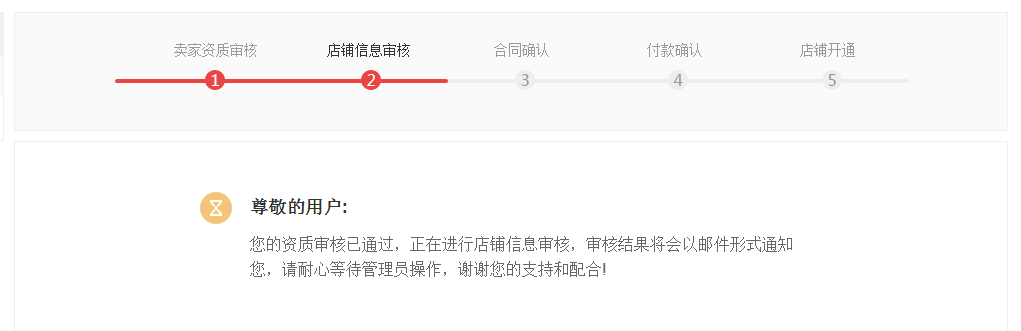 卖家资质审核 店铺信息审核 合同确认 付款确认 店铺开通
1 2 3 4 5
尊敬的用户:
您的资质审核已通过，正在进行店铺信息审核，审核结果将会以邮件形式通知
您，请耐心等待管理员操作，谢谢您的支持和配合!